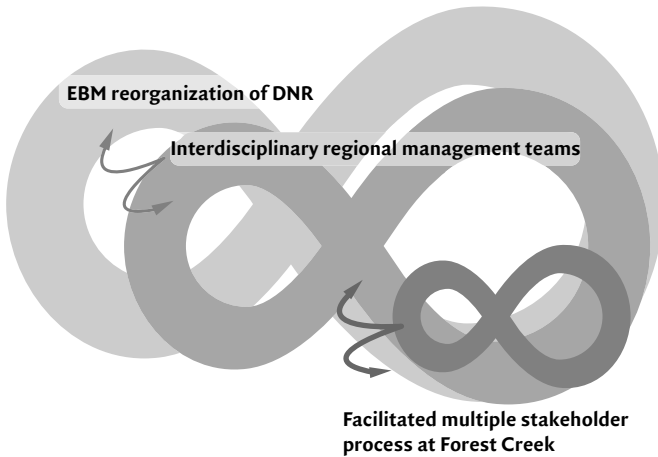 EBM reorganization of DNR
Interdisciplinary regional management teams
Facilitated multiple stakeholder
process at Forest Creek